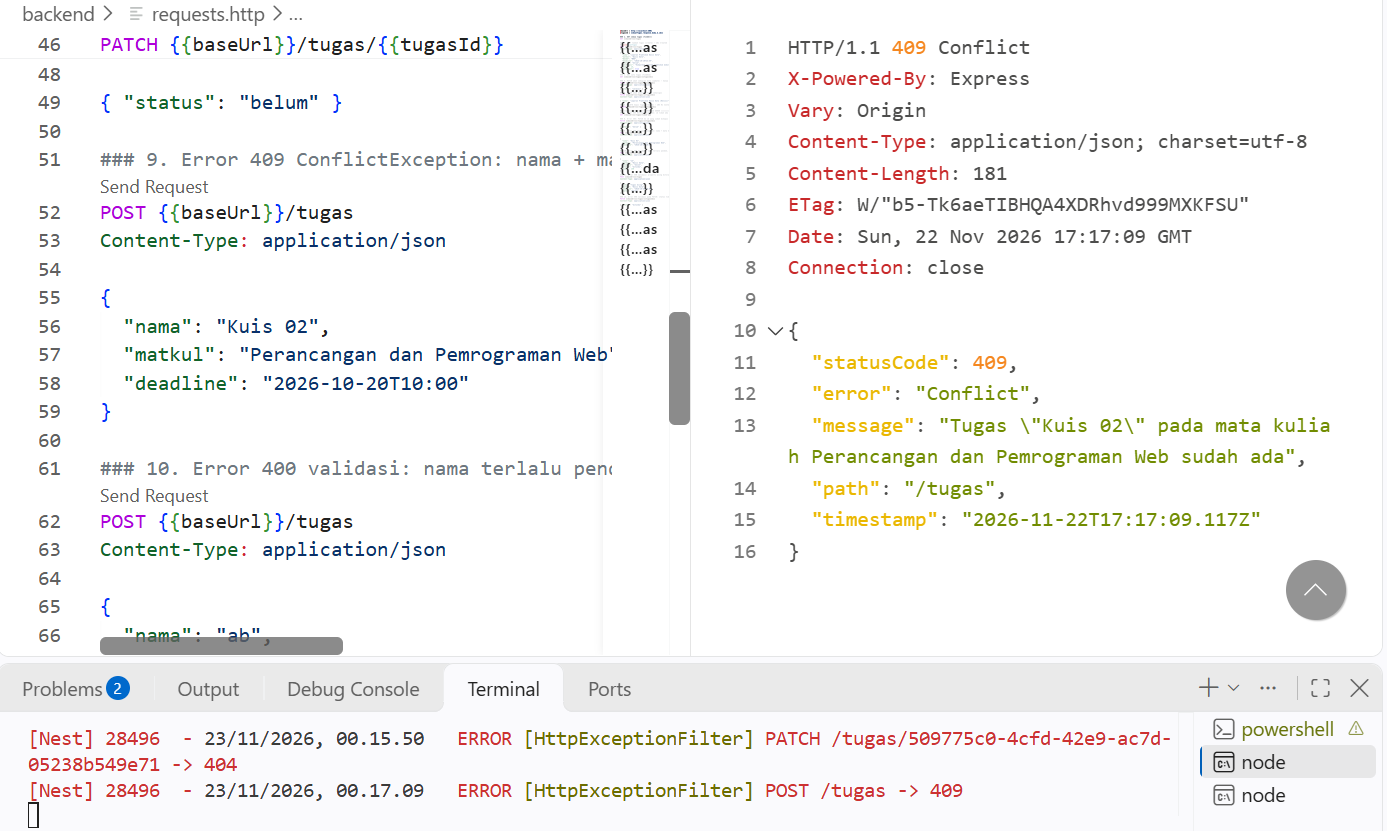 backend > requests.http > ...
46 PATCH {{baseUrl}}/tugas/{{tugasId}}
48
49 { "status": "belum" }
50
51 ### 9. Error 409 ConflictException: nama + ma
Send Request
52 POST {{baseUrl}}/tugas
53 Content-Type: application/json
54
55 {
56 "nama": "Kuis 02",
57 "matkul": "Perancangan dan Pemrograman Web"
58 "deadline": "2026-10-20T10:00"
59 }
60
61 ### 10. Error 400 validasi: nama terlalu pend
Send Request
62 POST {{baseUrl}}/tugas
63 Content-Type: application/json
64
65 {
66 "nama": "ab",
{{...as
{{...as
{{...}}
{{...}}
{{...}}
{{...}}
{{...da
{{...}}
{{...as
{{...as
{{...as
{{...}}
1 HTTP/1.1 409 Conflict
2 X-Powered-By: Express
3 Vary: Origin
4 Content-Type: application/json; charset=utf-8
5 Content-Length: 181
6 ETag: W/"b5-Tk6aeTIBHQA4XDRhvd999MXKFSU"
7 Date: Sun, 22 Nov 2026 17:17:09 GMT
8 Connection: close
9
10 {
11 "statusCode": 409,
12 "error": "Conflict",
13 "message": "Tugas \"Kuis 02\" pada mata kulia
h Perancangan dan Pemrograman Web sudah ada",
14 "path": "/tugas",
15 "timestamp": "2026-11-22T17:17:09.117Z"
16 }
Problems 2 Output Debug Console Terminal Ports
[Nest] 28496 - 23/11/2026, 00.15.50 ERROR [HttpExceptionFilter] PATCH /tugas/509775c0-4cfd-42e9-ac7d-
05238b549e71 -> 404
[Nest] 28496 - 23/11/2026, 00.17.09 ERROR [HttpExceptionFilter] POST /tugas -> 409
powershell
node
node